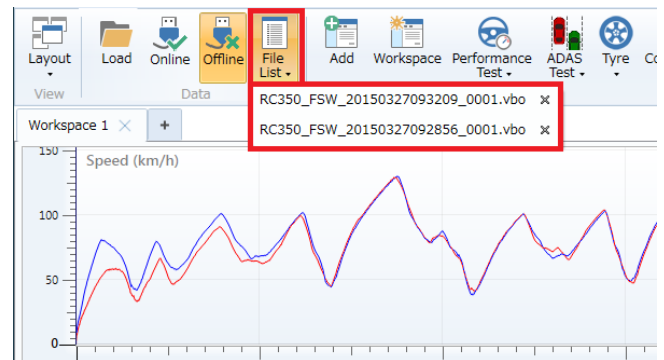 Layout
Load
Online
Offline
File
List
Add
Workspace
Performance
Test
ADAS
Test
Tyre
View
Data
RC350_FSW_20150327093209_0001.vbo
RC350_FSW_20150327092856_0001.vbo
Workspace 1
+
Speed (km/h)
150
100
50
0